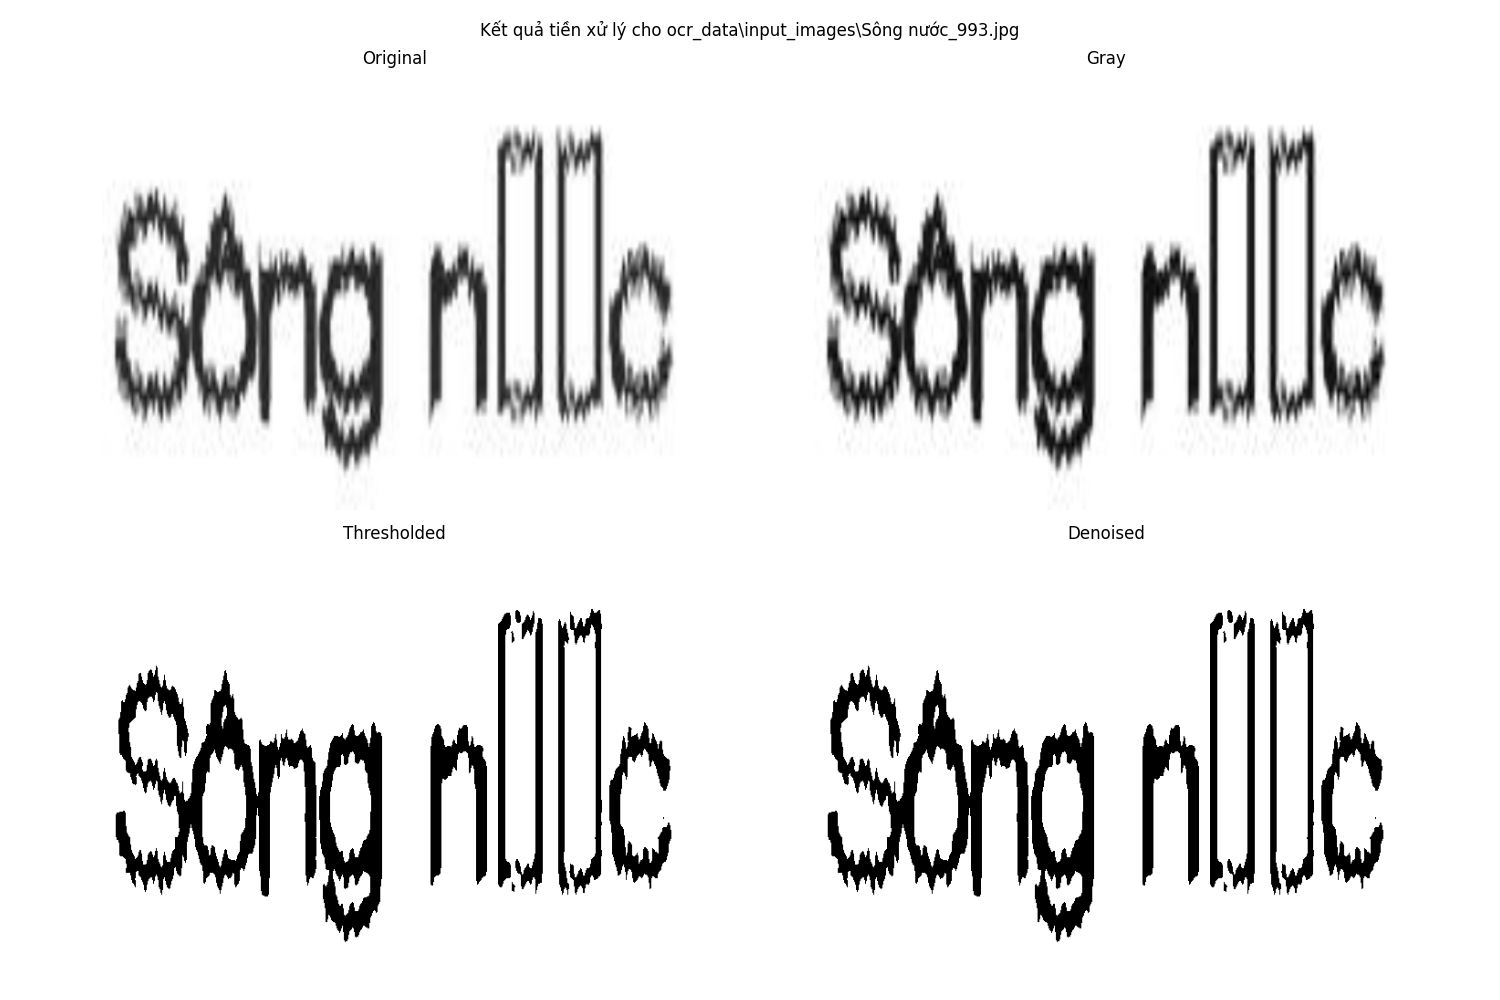 Kết quả tiền xử lý cho ocr_data\input_images\Sông nước_993.jpg
Original
Gray
Sông n▯▯c
Sông n▯▯c
Thresholded
Denoised
Sông n▯▯c
Sông n▯▯c